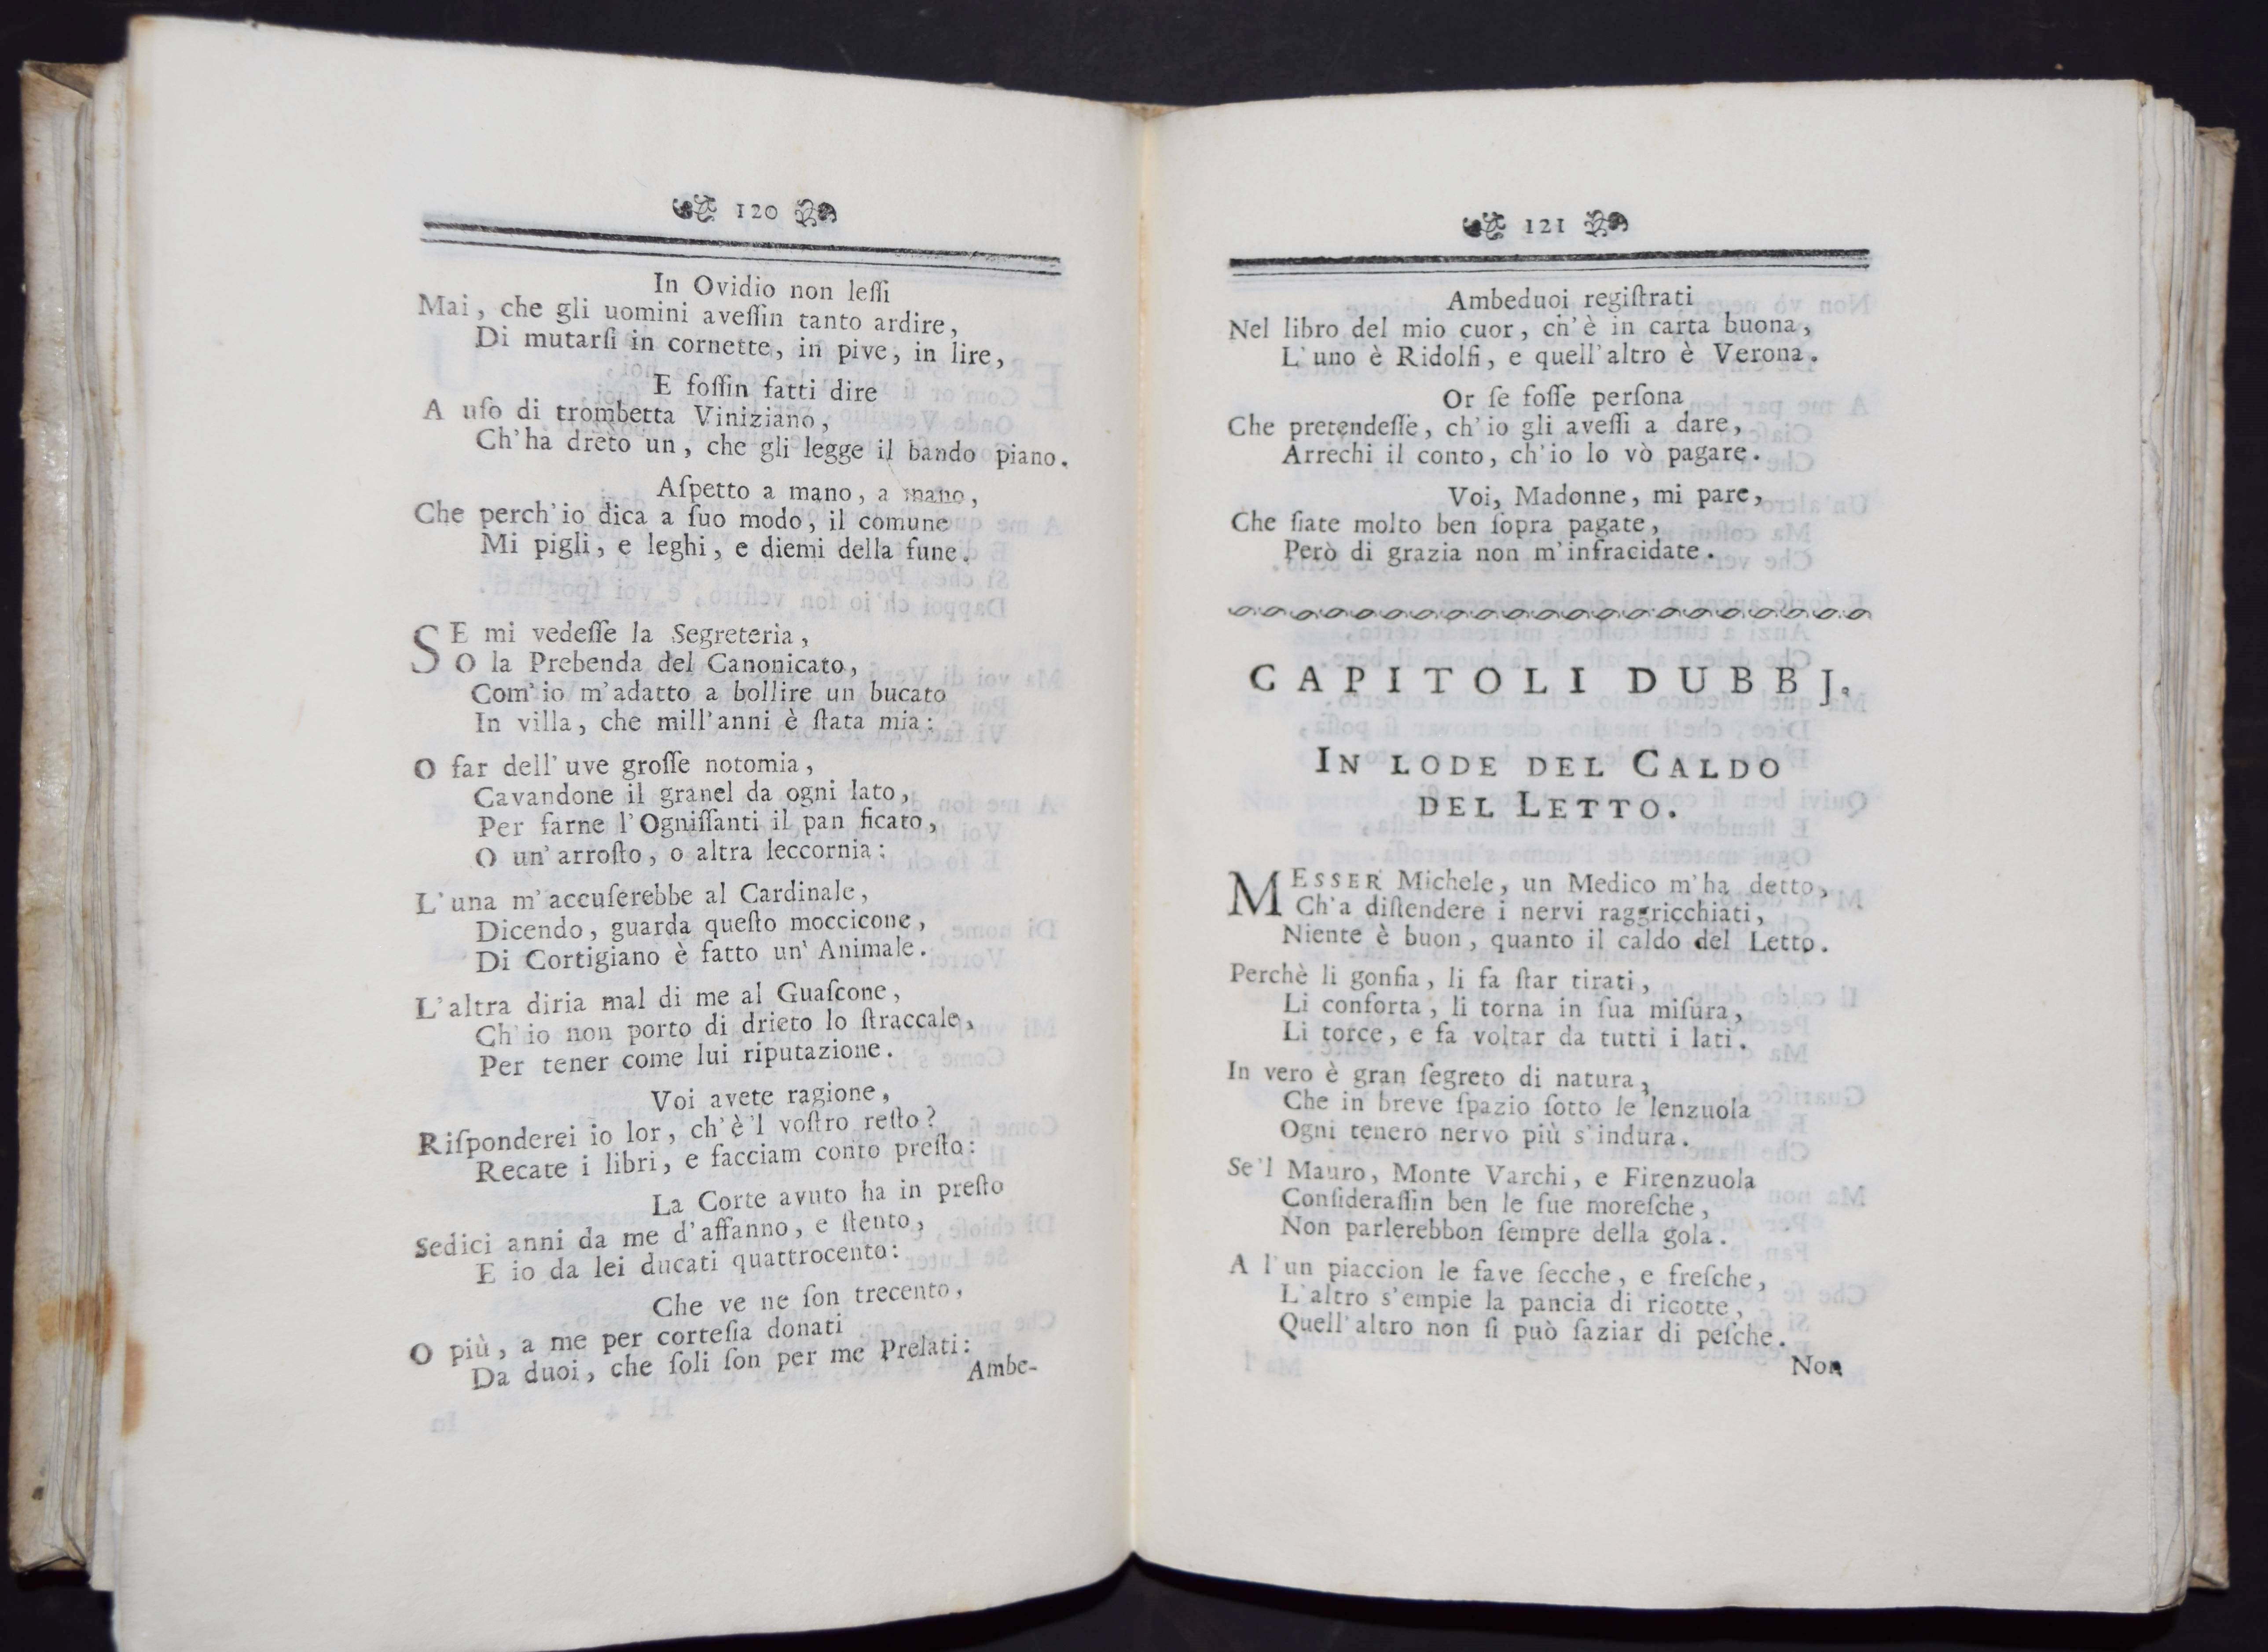 120
In Ovidio non leſſi
Mai, che gli uomini aveſſin tanto ardire,
Di mutarſi in cornette, in pive, in lire,
E foſſin fatti dire
A uſo di trombetta Viniziano,
Ch'ha dreto un, che gli legge il bando piano.
Aſpetto a mano, a mano,
Che perch'io dica a ſuo modo, il comune
Mi pigli, e leghi, e diemi della fune.
SE mi vedeſſe la Segreteria,
O la Prebenda del Canonicato,
Com'io m'adatto a bollire un bucato
In villa, che mill'anni è ſtata mia:
O far dell'uve groſſe notomia,
Cavandone il granel da ogni lato,
Per farne l'Ogniſſanti il pan ficato,
O un'arroſto, o altra leccornia:
L'una m'accuſerebbe al Cardinale,
Dicendo, guarda queſto moccicone,
Di Cortigiano è fatto un' Animale.
L'altra diria mal di me al Guaſcone,
Ch'io non porto di drieto lo ſtraccale,
Per tener come lui riputazione.
Voi avete ragione,
Riſponderei io lor, ch'è'l voſtro reſto?
Recate i libri, e facciam conto preſto:
La Corte avuto ha in preſto
Sedici anni da me d'affanno, e ſtento,
E io da lei ducati quattrocento:
Che ve ne ſon trecento,
O più, a me per corteſia donati
Da duoi, che ſoli ſon per me Prelati:
Ambe-
121
Ambeduoi regiſtrati
Nel libro del mio cuor, ch'è in carta buona,
L'uno è Ridolfi, e quell'altro è Verona.
Or ſe foſſe perſona
Che pretendeſſe, ch'io gli aveſſi a dare,
Arrechi il conto, ch'io lo vò pagare.
Voi, Madonne, mi pare,
Che ſiate molto ben ſopra pagate,
Però di grazia non m'infracidate.
CAPITOLI DUBBJ.
IN LODE DEL CALDO
DEL LETTO.
MESSER Michele, un Medico m'ha detto,
Ch'a diſtendere i nervi raggricchiati,
Niente è buon, quanto il caldo del Letto.
Perchè li gonfia, li fa ſtar tirati,
Li conforta, li torna in ſua miſura,
Li torce, e fa voltar da tutti i lati.
In vero è gran ſegreto di natura,
Che in breve ſpazio ſotto le lenzuola
Ogni tenero nervo più s'indura.
Se'l Mauro, Monte Varchi, e Firenzuola
Conſideraſſin ben le ſue moreſche,
Non parlerebbon ſempre della gola.
A l'un piaccion le fave ſecche, e freſche,
L'altro s'empie la pancia di ricotte,
Quell'altro non ſi può ſaziar di peſche.
Non